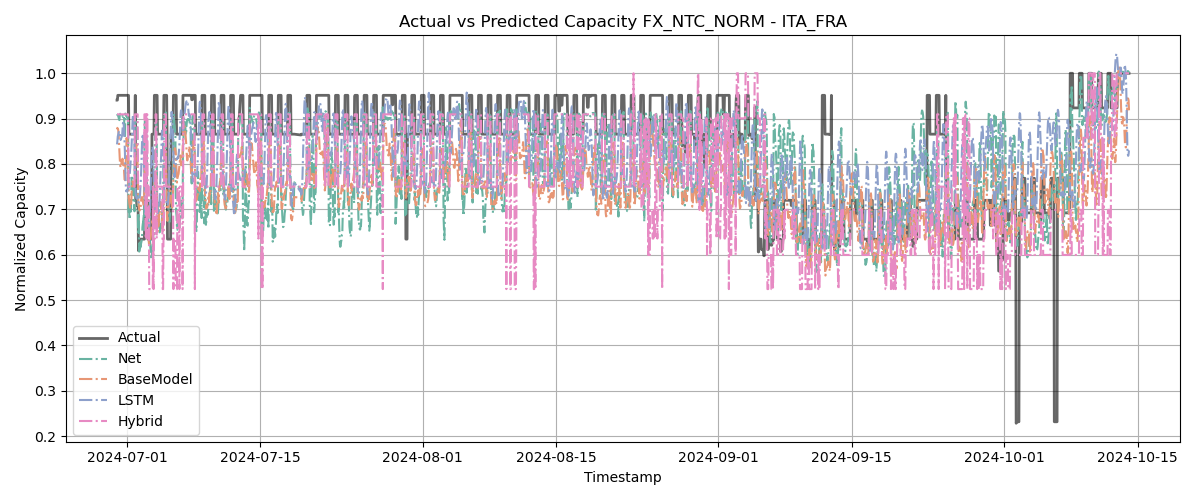 Actual vs Predicted Capacity FX_NTC_NORM - ITA_FRA
Normalized Capacity
1.0
0.9
0.8
0.7
0.6
0.5
0.4
0.3
0.2
Actual
Net
BaseModel
LSTM
Hybrid
2024-07-01 2024-07-15 2024-08-01 2024-08-15 2024-09-01 2024-09-15 2024-10-01 2024-10-15
Timestamp